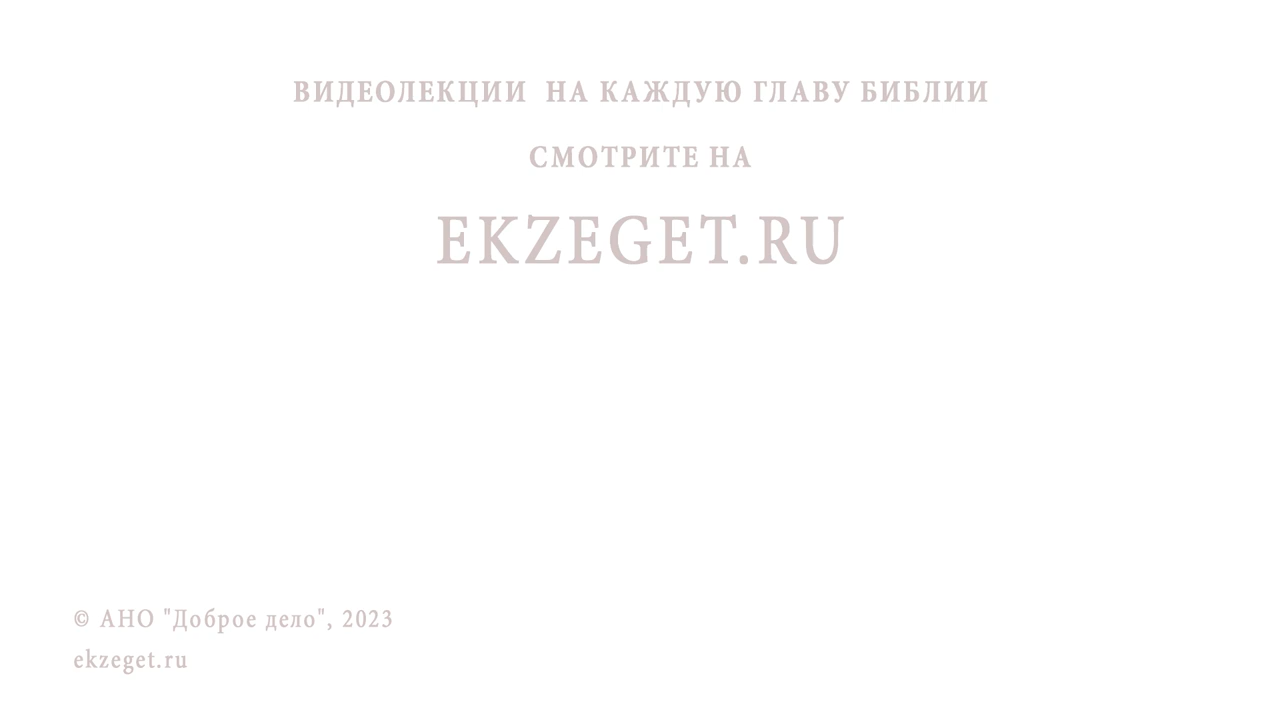 ВИДЕОЛЕКЦИИ НА КАЖДУЮ ГЛАВУ БИБЛИИ
СМОТРИТЕ НА
EKZEGET.RU
© АНО "Доброе дело", 2023
ekzeget.ru